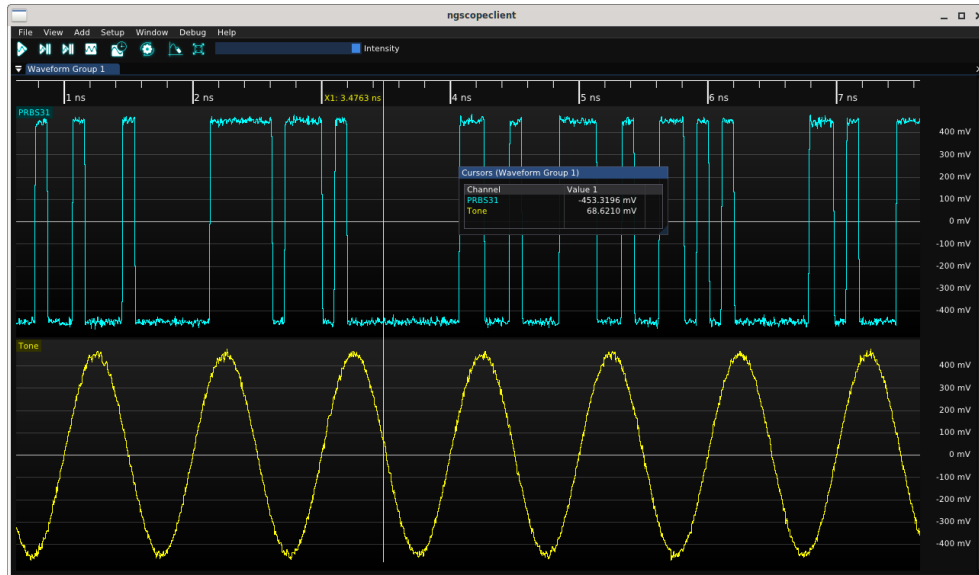 ngscopeclient
File View Add Setup Window Debug Help
Intensity
Waveform Group 1
1 ns 2 ns X1: 3.4763 ns 4 ns 5 ns 6 ns 7 ns
PRBS31
400 mV
300 mV
200 mV
100 mV
0 mV
-100 mV
-200 mV
-300 mV
-400 mV
Cursors (Waveform Group 1)
Channel Value 1
PRBS31 -453.3196 mV
Tone 68.6210 mV
Tone
400 mV
300 mV
200 mV
100 mV
0 mV
-100 mV
-200 mV
-300 mV
-400 mV